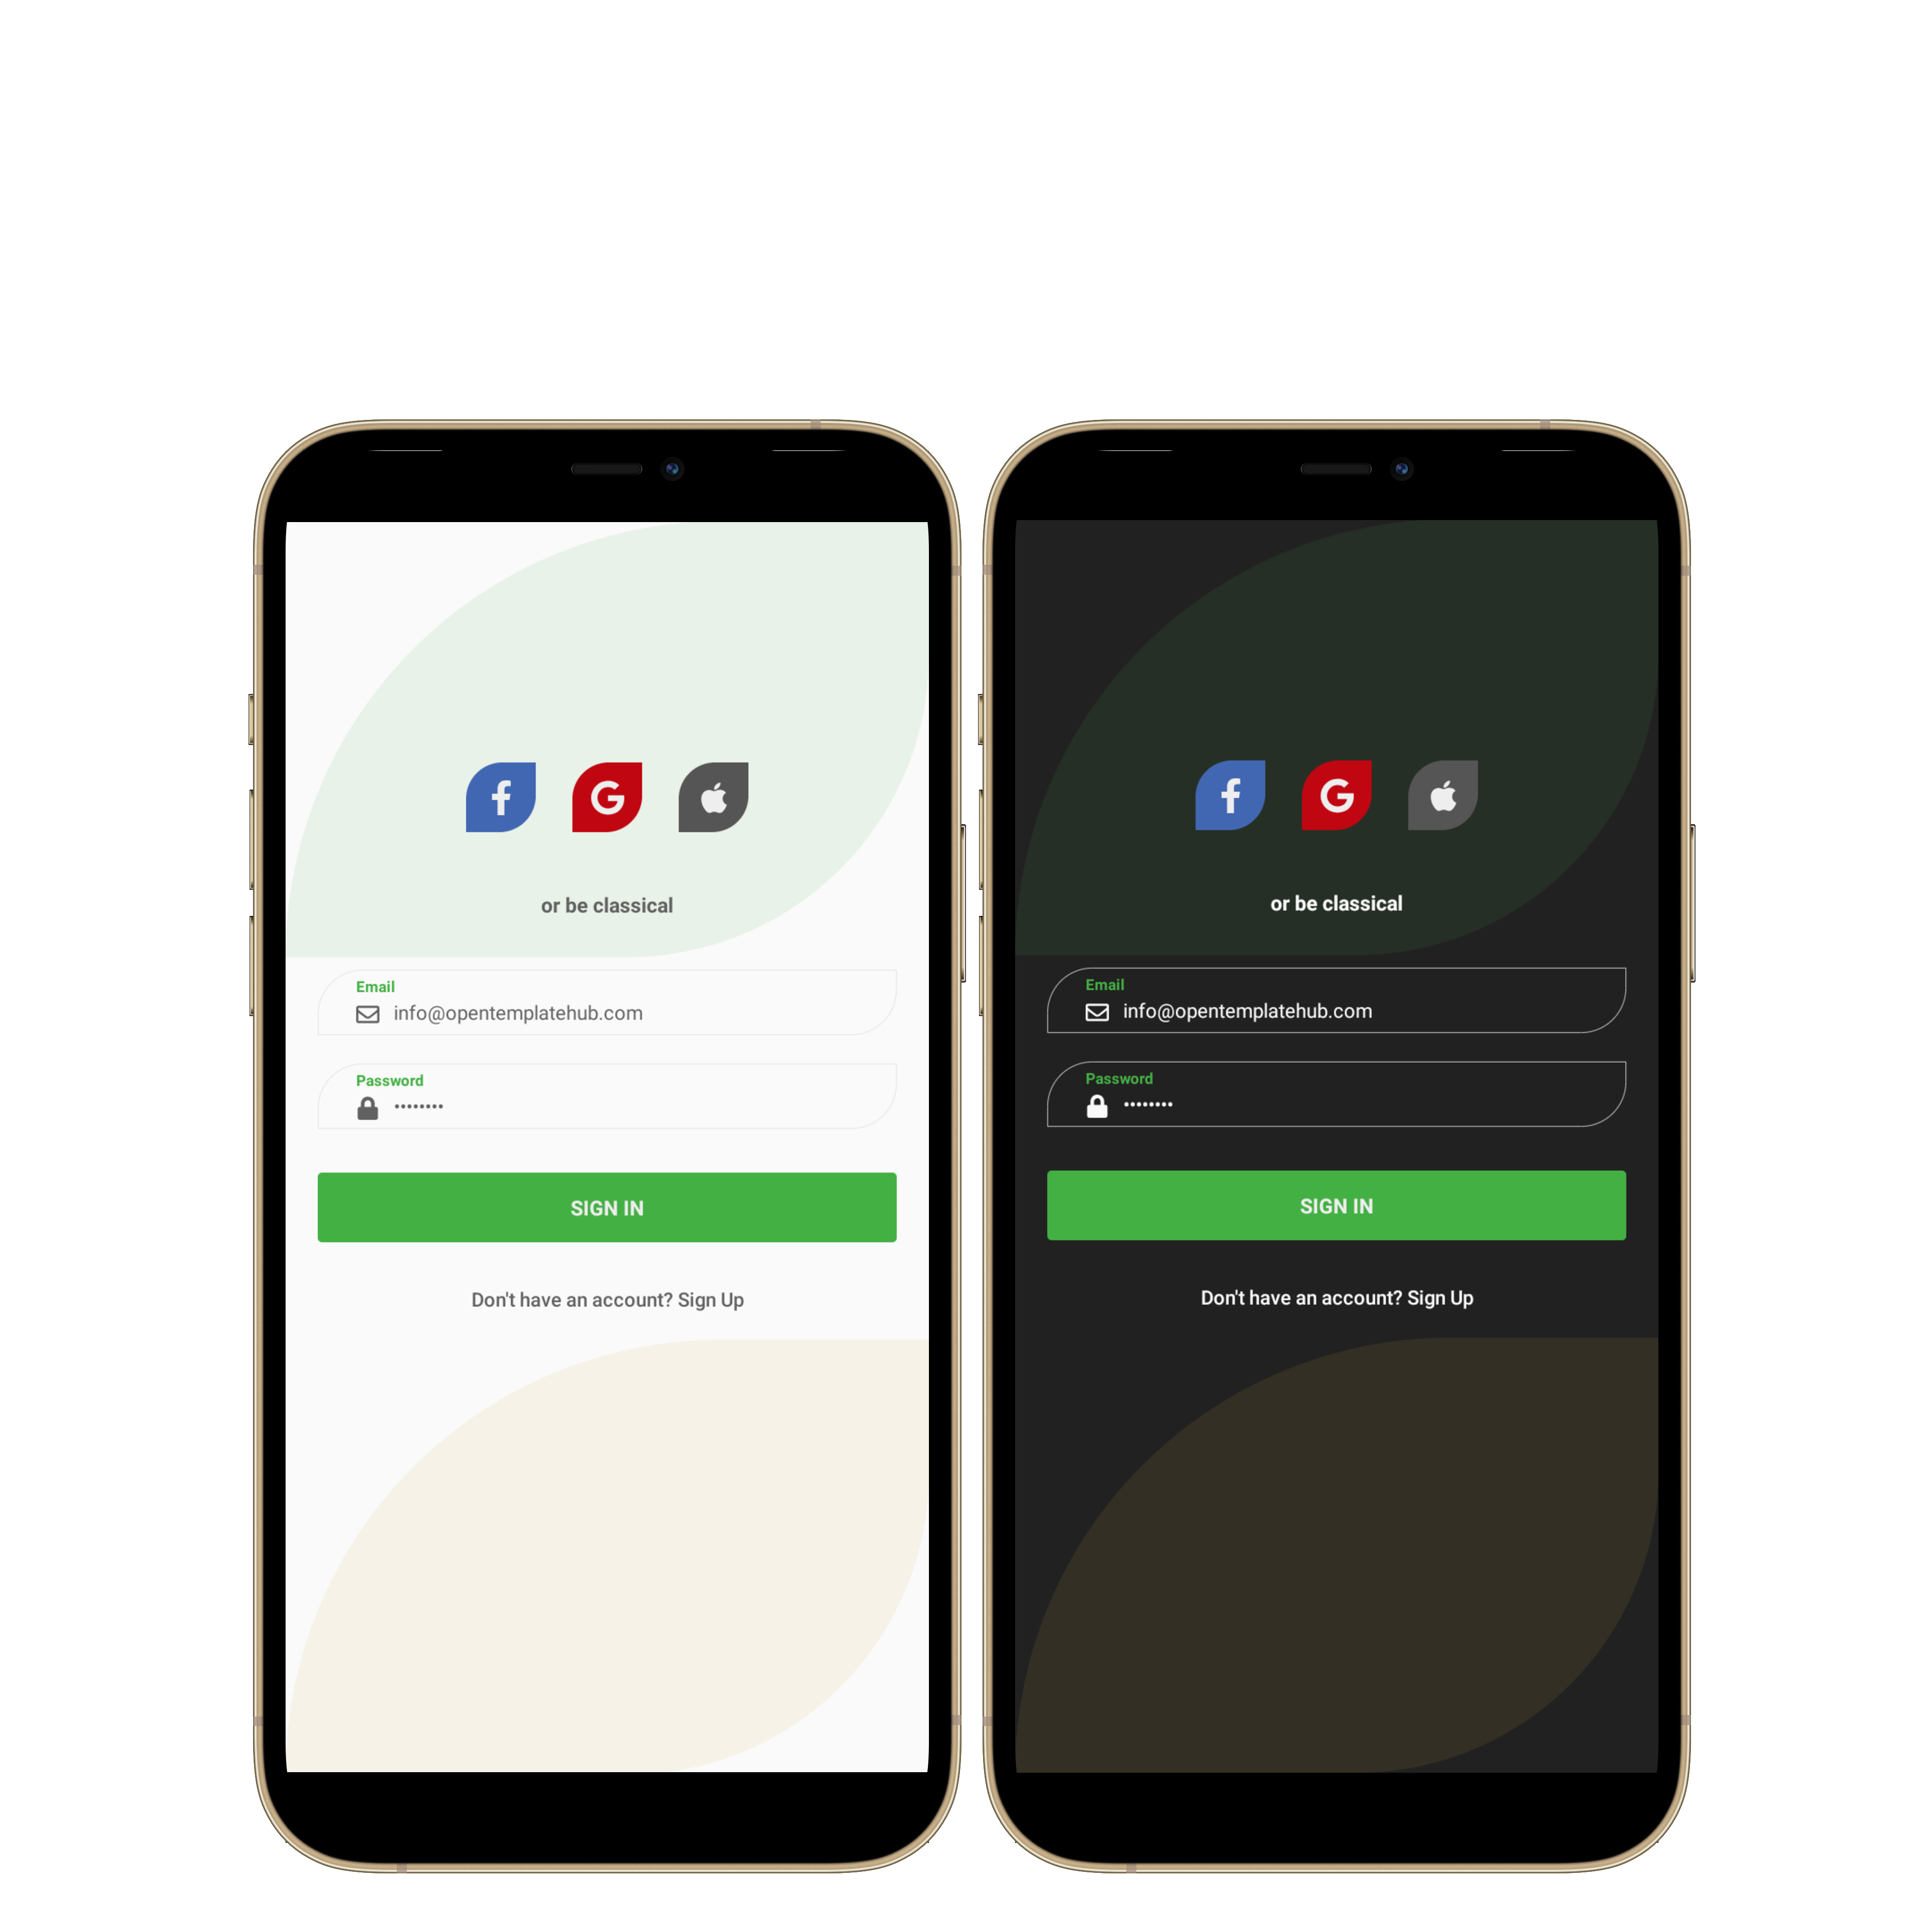 or be classical
Email
info@opentemplatehub.com
Password
••••••••
SIGN IN
Don't have an account? Sign Up
or be classical
Email
info@opentemplatehub.com
Password
••••••••
SIGN IN
Don't have an account? Sign Up